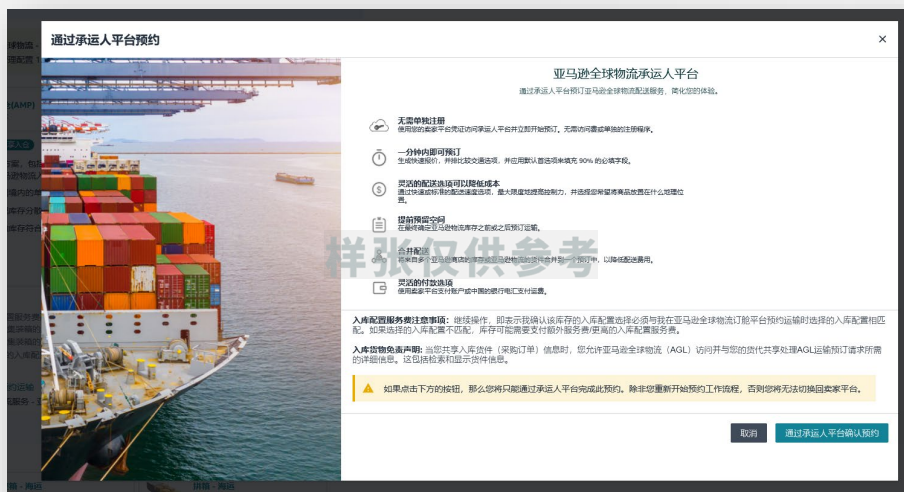 通过承运人平台预约
×
亚马逊全球物流承运人平台
通过承运人平台预订亚马逊全球物流配送服务，简化您的体验。
无需单独注册
使用您的卖家平台凭证访问承运人平台并立即开始预订。无需访问墙或单独的注册程序。
一分钟内即可预订
生成快速报价、并排比较交通选项，并应用默认首选项来填充 90% 的必填字段。
灵活的配送选项可以降低成本
通过快速或标准的配送速度选项，最大限度地提高控制力，并选择您希望将商品放置在什么地理位
置。
提前预留空间
在最终确定亚马逊物流库存之前或之后预订运输。
合并配送
将来自多个亚马逊商店的库存或亚马逊物流的货件合并到一个预订中，以降低配送费用。
灵活的付款选项
使用卖家平台支付账户或中国的银行电汇支付运费。
样张仅供参考
入库配置服务费注意事项：继续操作，即表示我确认该库存的入库配置选择必须与我在亚马逊全球物流订舱平台预约运输时选择的入库配置相匹
配。如果选择的入库配置不匹配，库存可能需要支付额外服务费/更高的入库配置服务费。
入库货物免责声明: 当您共享入库货件（采购订单）信息时，您允许亚马逊全球物流（AGL）访问并与您的货代共享处理AGL运输预订请求所需
的详细信息。这包括检索和显示货件信息。
如果点击下方的按钮，那么您将只能通过承运人平台完成此预约。除非您重新开始预约工作流程，否则您将无法切换回卖家平台。
取消
通过承运人平台确认预约